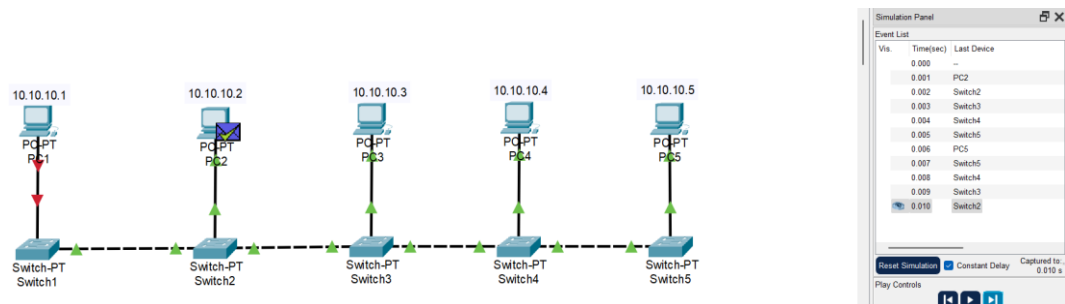 10.10.10.1
10.10.10.2
10.10.10.3
10.10.10.4
10.10.10.5
PC-PT
PC1
PC-PT
PC2
PC-PT
PC3
PC-PT
PC4
PC-PT
PC5
Switch-PT
Switch1
Switch-PT
Switch2
Switch-PT
Switch3
Switch-PT
Switch4
Switch-PT
Switch5
Simulation Panel
Event List
Vis. Time(sec) Last Device
0.000 --
0.001 PC2
0.002 Switch2
0.003 Switch3
0.004 Switch4
0.005 Switch5
0.006 PC5
0.007 Switch5
0.008 Switch4
0.009 Switch3
0.010 Switch2
Reset Simulation Constant Delay Captured to:
0.010 s
Play Controls